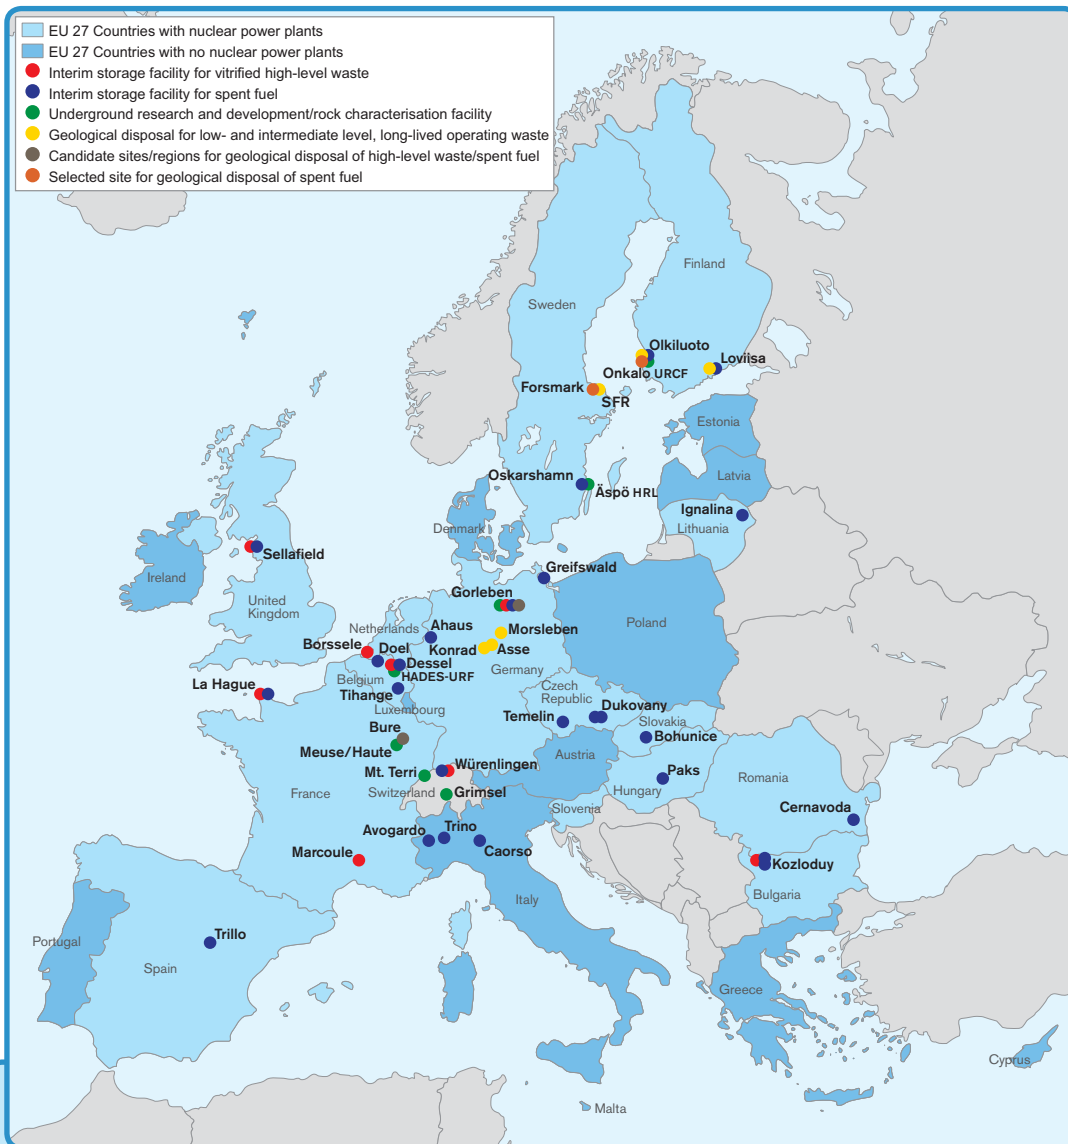 EU 27 Countries with nuclear power plants
EU 27 Countries with no nuclear power plants
Interim storage facility for vitrified high-level waste
Interim storage facility for spent fuel
Underground research and development/rock characterisation facility
Geological disposal for low- and intermediate level, long-lived operating waste
Candidate sites/regions for geological disposal of high-level waste/spent fuel
Selected site for geological disposal of spent fuel
Finland
Sweden
Olkiluoto
Loviisa
Onkalo URCF
Forsmark
SFR
Estonia
Oskarshamn
Latvia
Äspö HRL
Ignalina
Lithuania
Denmark
Sellafield
Greifswald
Ireland
Gorleben
United
Kingdom
Poland
Netherlands
Ahaus
Morsleben
Borssele
Doel
Konrad
Asse
Dessel
Germany
HADES-URF
Belgium
La Hague
Tihange
Czech
Republic
Luxembourg
Dukovany
Temelin
Slovakia
Bure
Bohunice
Meuse/Haute
Austria
Würenlingen
Mt. Terri
Paks
Romania
Switzerland
Grimsel
Hungary
France
Slovenia
Cernavoda
Avogardo
Trino
Marcoule
Caorso
Kozloduy
Bulgaria
Italy
Trillo
Portugal
Spain
Greece
Cyprus
Malta